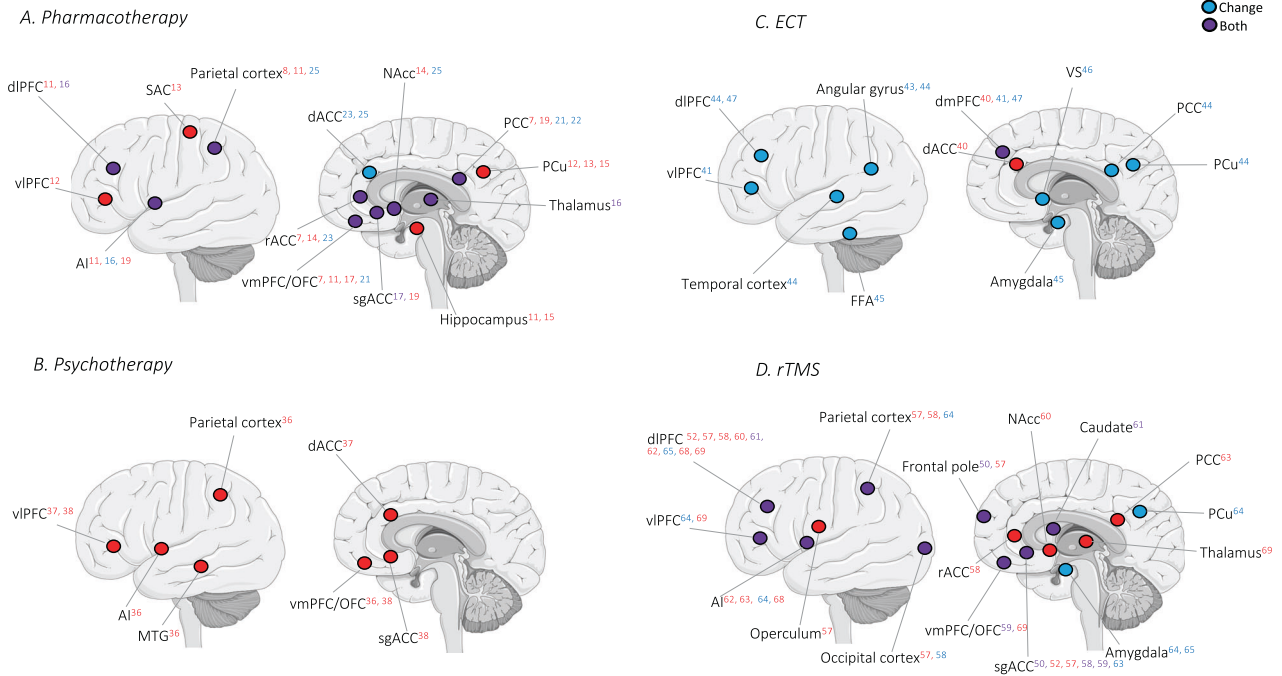 Change
Both
A. Pharmacotherapy
dlPFC11, 16
SAC13
Parietal cortex8, 11, 25
NAcc14, 25
dACC23, 25
PCC7, 19, 21, 22
PCu12, 13, 15
vlPFC12
Thalamus16
AI11, 16, 19
rACC7, 14, 23
vmPFC/OFC7, 11, 17, 21
sgACC17, 19
Hippocampus11, 15
C. ECT
dlPFC44, 47
Angular gyrus43, 44
VS46
dmPFC40, 41, 47
PCC44
dACC40
PCu44
vlPFC41
Temporal cortex44
FFA45
Amygdala45
B. Psychotherapy
Parietal cortex36
dACC37
vlPFC37, 38
AI36
MTG36
vmPFC/OFC36, 38
sgACC38
D. rTMS
dlPFC 52, 57, 58, 60, 61,
62, 65, 68, 69
Parietal cortex57, 58, 64
NAcc60
Caudate61
Frontal pole50, 57
PCC63
PCu64
vlPFC64, 69
Thalamus69
rACC58
AI62, 63, 64, 68
Operculum57
Occipital cortex57, 58
vmPFC/OFC59, 69
sgACC50, 52, 57, 58, 59, 63
Amygdala64, 65